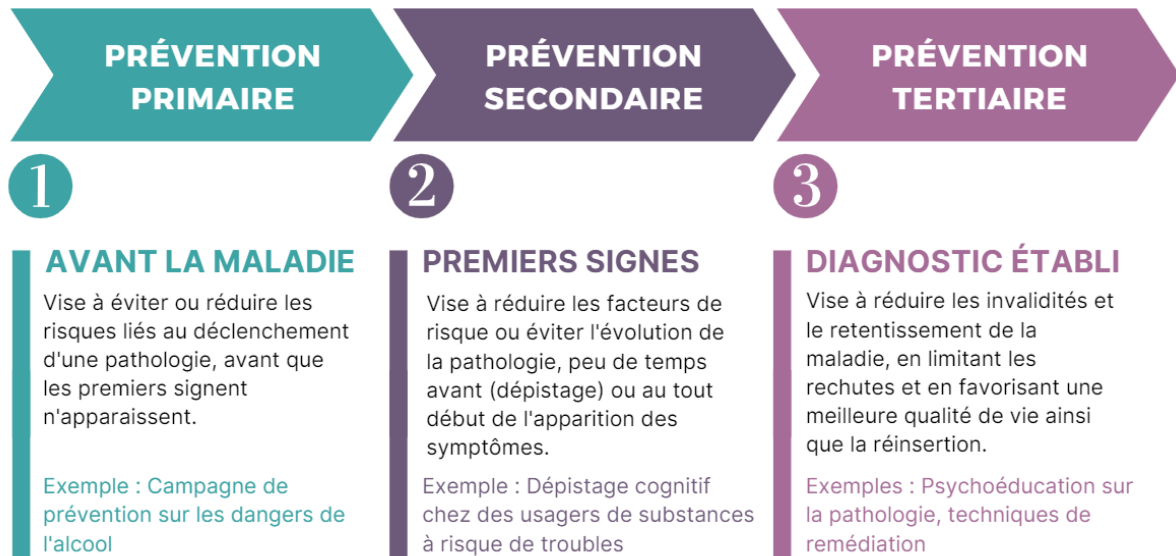 PRÉVENTION
PRIMAIRE
PRÉVENTION
SECONDAIRE
PRÉVENTION
TERTIAIRE
1
AVANT LA MALADIE
Vise à éviter ou réduire les
risques liés au déclenchement
d'une pathologie, avant que
les premiers signent
n'apparaissent.
Exemple : Campagne de
prévention sur les dangers de
l'alcool
2
PREMIERS SIGNES
Vise à réduire les facteurs de
risque ou éviter l'évolution de
la pathologie, peu de temps
avant (dépistage) ou au tout
début de l'apparition des
symptômes.
Exemple : Dépistage cognitif
chez des usagers de substances
à risque de troubles
3
DIAGNOSTIC ÉTABLI
Vise à réduire les invalidités et
le retentissement de la
maladie, en limitant les
rechutes et en favorisant une
meilleure qualité de vie ainsi
que la réinsertion.
Exemples : Psychoéducation sur
la pathologie, techniques de
remédiation